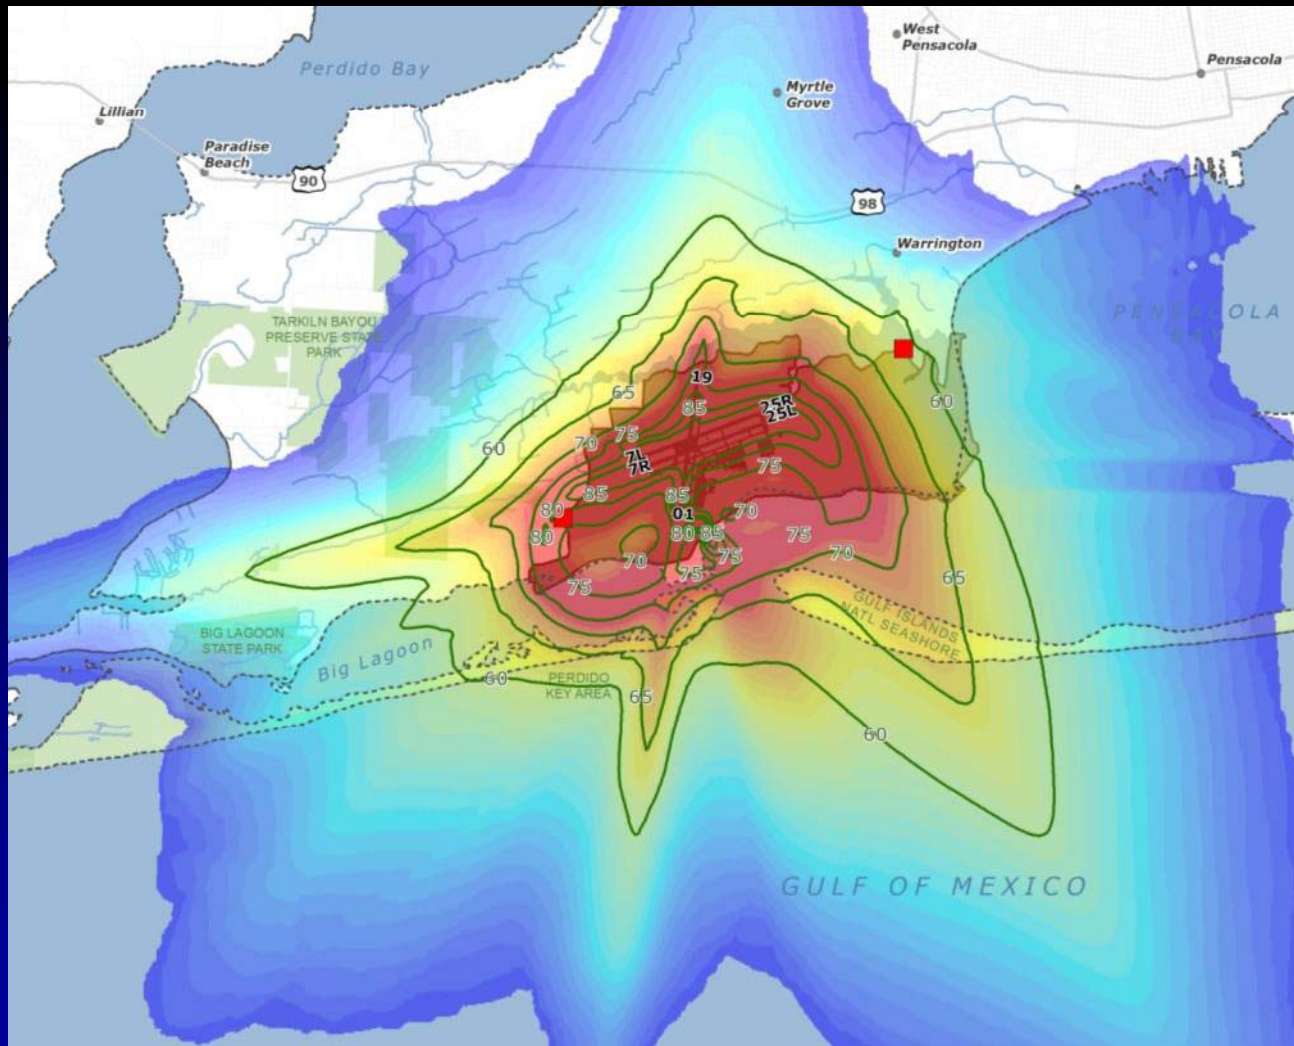 West
Pensacola
Pensacola
Perdido Bay
Myrtle
Grove
Lillian
Paradise
Beach
90
98
Warrington
PENSACOLA
BAY
TARKILN BAYOU
PRESERVE STATE
PARK
19
65
60
85
25R
25L
75
70
60
7L
7R
75
85
85
80
01
70
80
80
85
75
70
70
75
75
75
65
GULF ISLANDS
NATL SEASHORE
BIG LAGOON
STATE PARK
Big Lagoon
60
PERDIDO
KEY AREA
65
60
GULF OF MEXICO